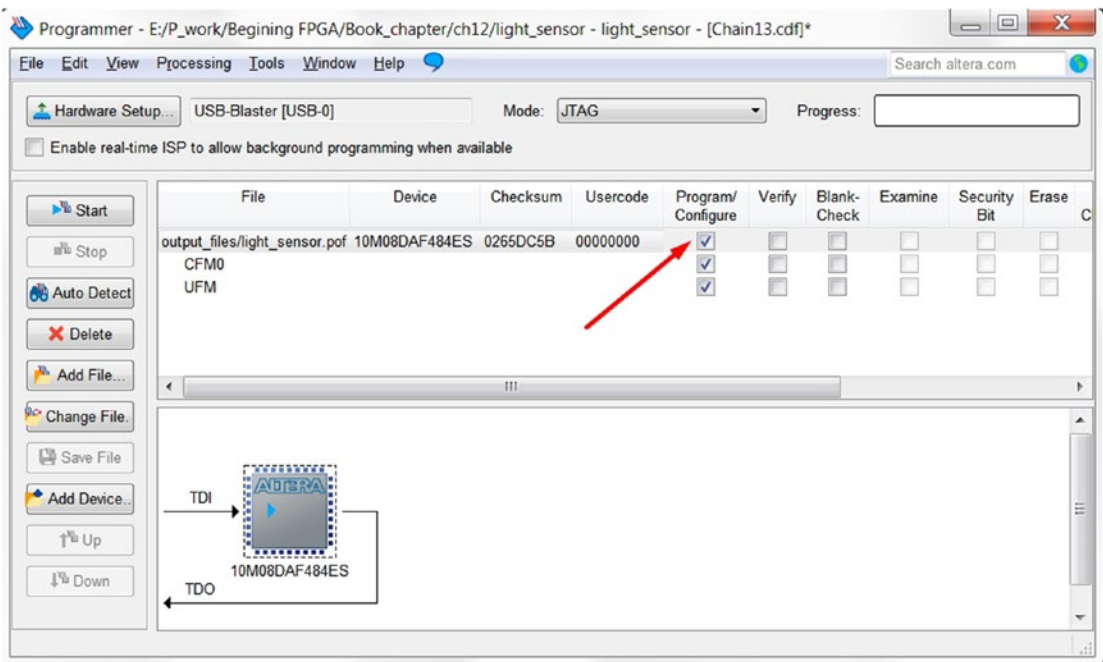 Programmer - E:/P_work/Begining FPGA/Book_chapter/ch12/light_sensor - light_sensor - [Chain13.cdf]*
File Edit View Processing Tools Window Help Search altera.com
Hardware Setup... USB-Blaster [USB-0] Mode: JTAG Progress:
Enable real-time ISP to allow background programming when available
Start
Stop
Auto Detect
Delete
Add File...
Change File.
Save File
Add Device..
Up
Down
File Device Checksum Usercode Program/ Verify Blank- Examine Security Erase
Configure Check Bit C
output_files/light_sensor.pof 10M08DAF484ES 0265DC5B 00000000
CFM0
UFM
ALTERA
TDI
10M08DAF484ES
TDO